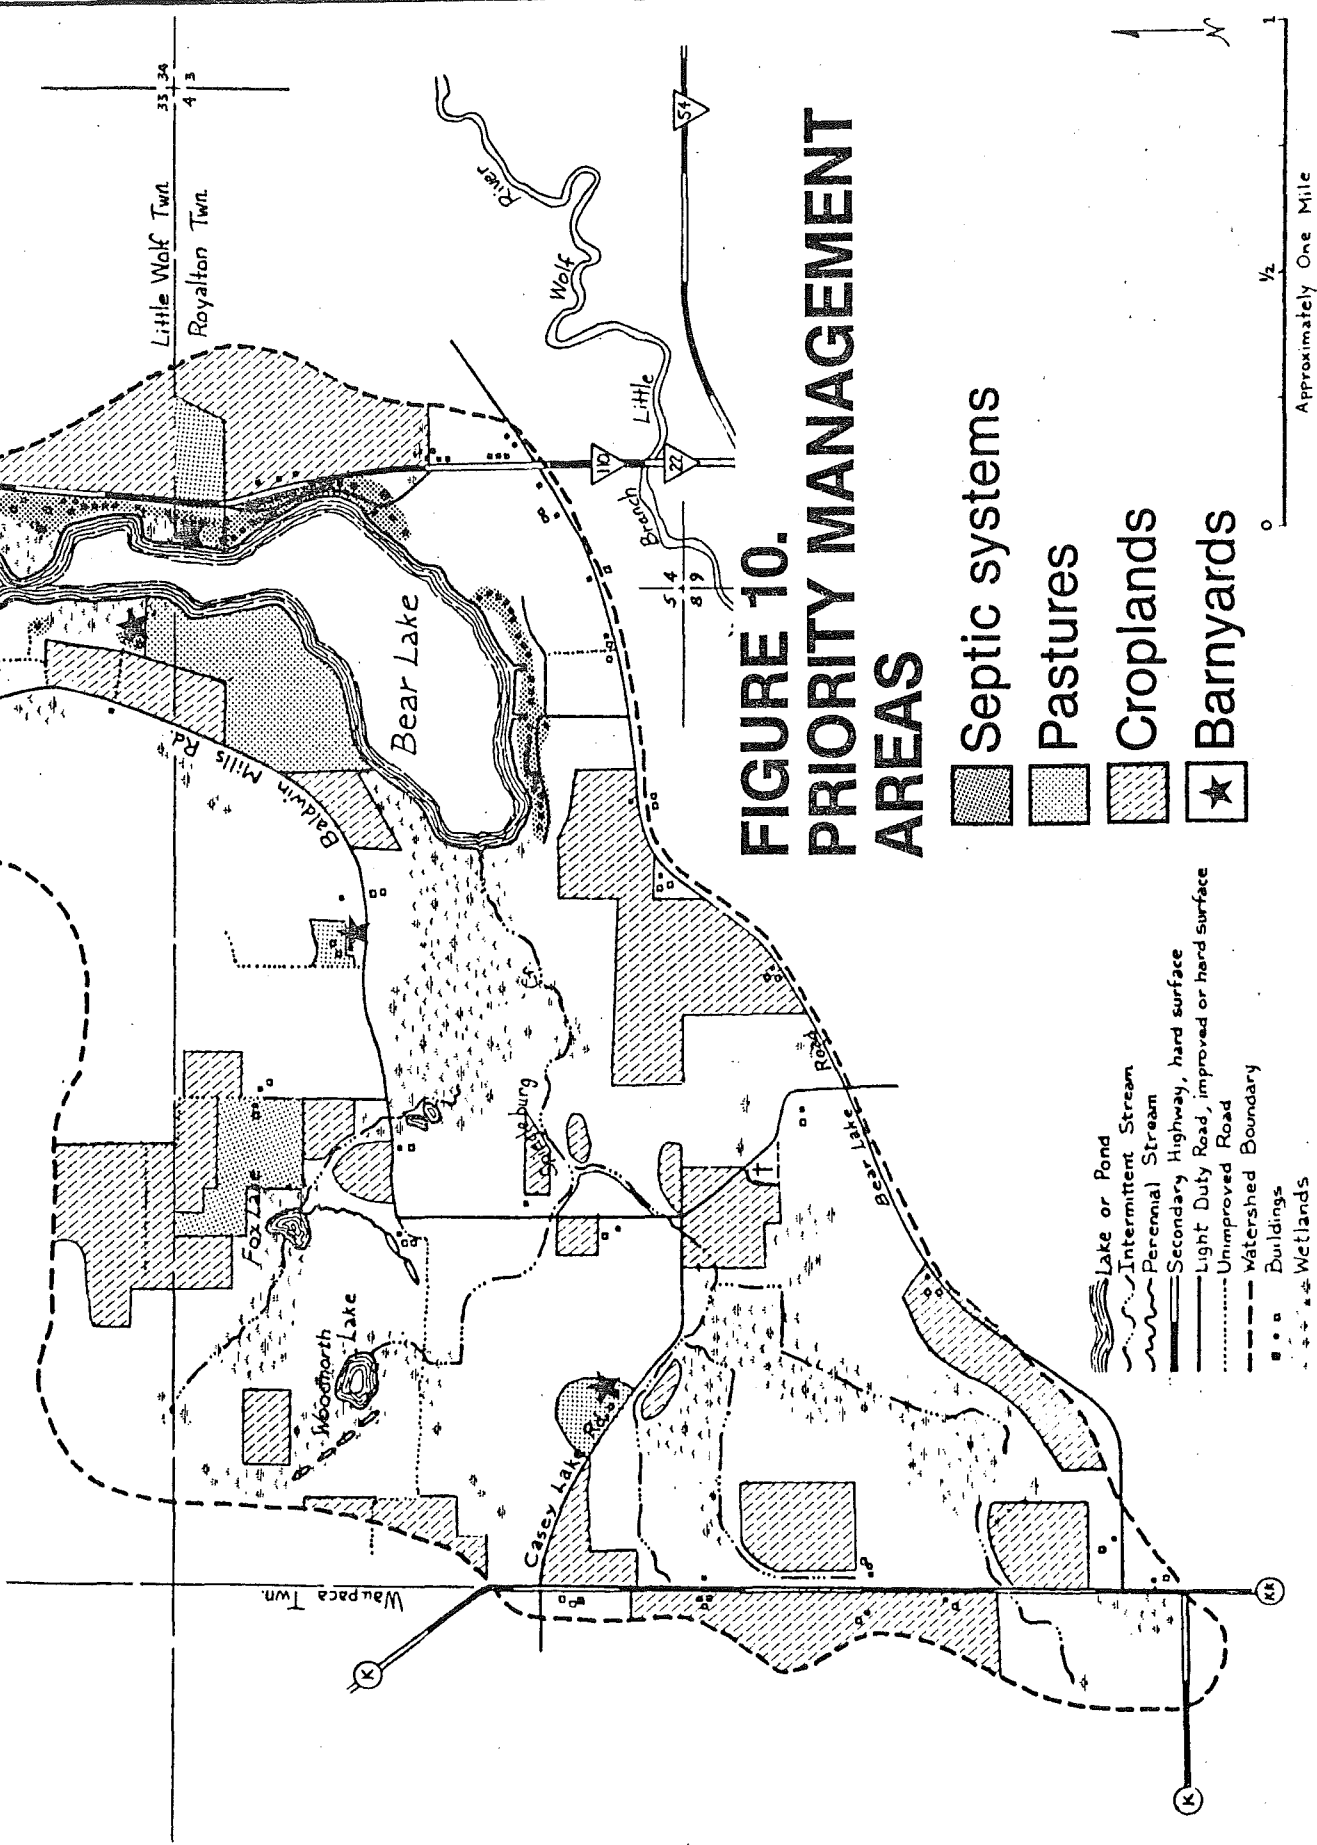 33 34
4 3
Little Wolf Twn.
Royalton Twn.
River
Wolf
Little
Branch
54
110
22
5 4
8 9
Baldwin Mills Rd.
Bear Lake
Fox Lake
Woodnorth Lake
Spaulding
Cr.
Casey Lake Rd.
Bear Lake Road
Waupaca Twn.
K
K
KK
N
FIGURE 10.
PRIORITY MANAGEMENT
AREAS
Septic systems
Pastures
Croplands
Barnyards
Lake or Pond
Intermittent Stream
Perennial Stream
Secondary Highway, hard surface
Light Duty Road, improved or hard surface
Unimproved Road
Watershed Boundary
Buildings
Wetlands
0 1/2 1
Approximately One Mile